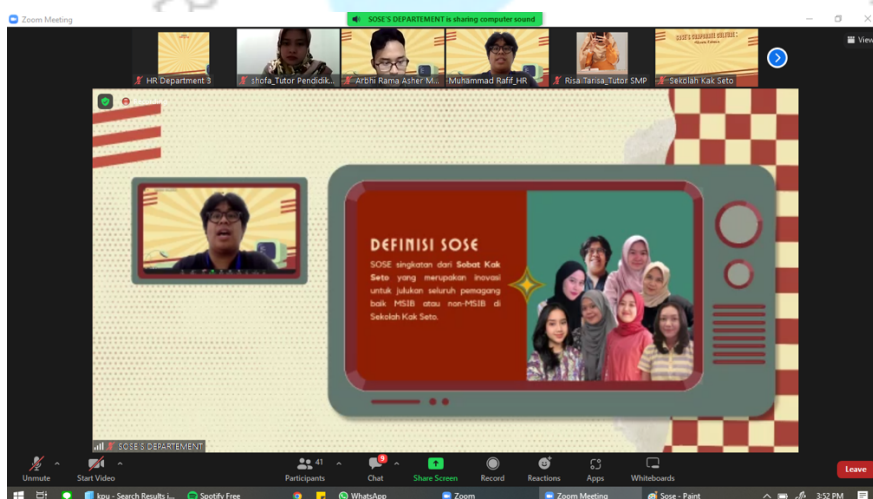 Zoom Meeting
SOSE'S DEPARTEMENT is sharing computer sound
View
HR Department 3
shofa_Tutor Pendidik...
Arbhi Rama Asher M...
Muhammad Rafif_HR
Risa Tarisa_Tutor SMP
Sekolah Kak Seto
DEFINISI SOSE
SOSE singkatan dari Sobat Kak
Seto yang merupakan inovasi
untuk julukan seluruh pemagang
baik MSIB atau non-MSIB di
Sekolah Kak Seto.
SOSE'S DEPARTEMENT
Unmute
Start Video
41
Participants
9
Chat
Share Screen
Record
Reactions
Apps
Whiteboards
Leave
kpu - Search Results i...
Spotify Free
WhatsApp
Zoom
Zoom Meeting
Sose - Paint
3:52 PM